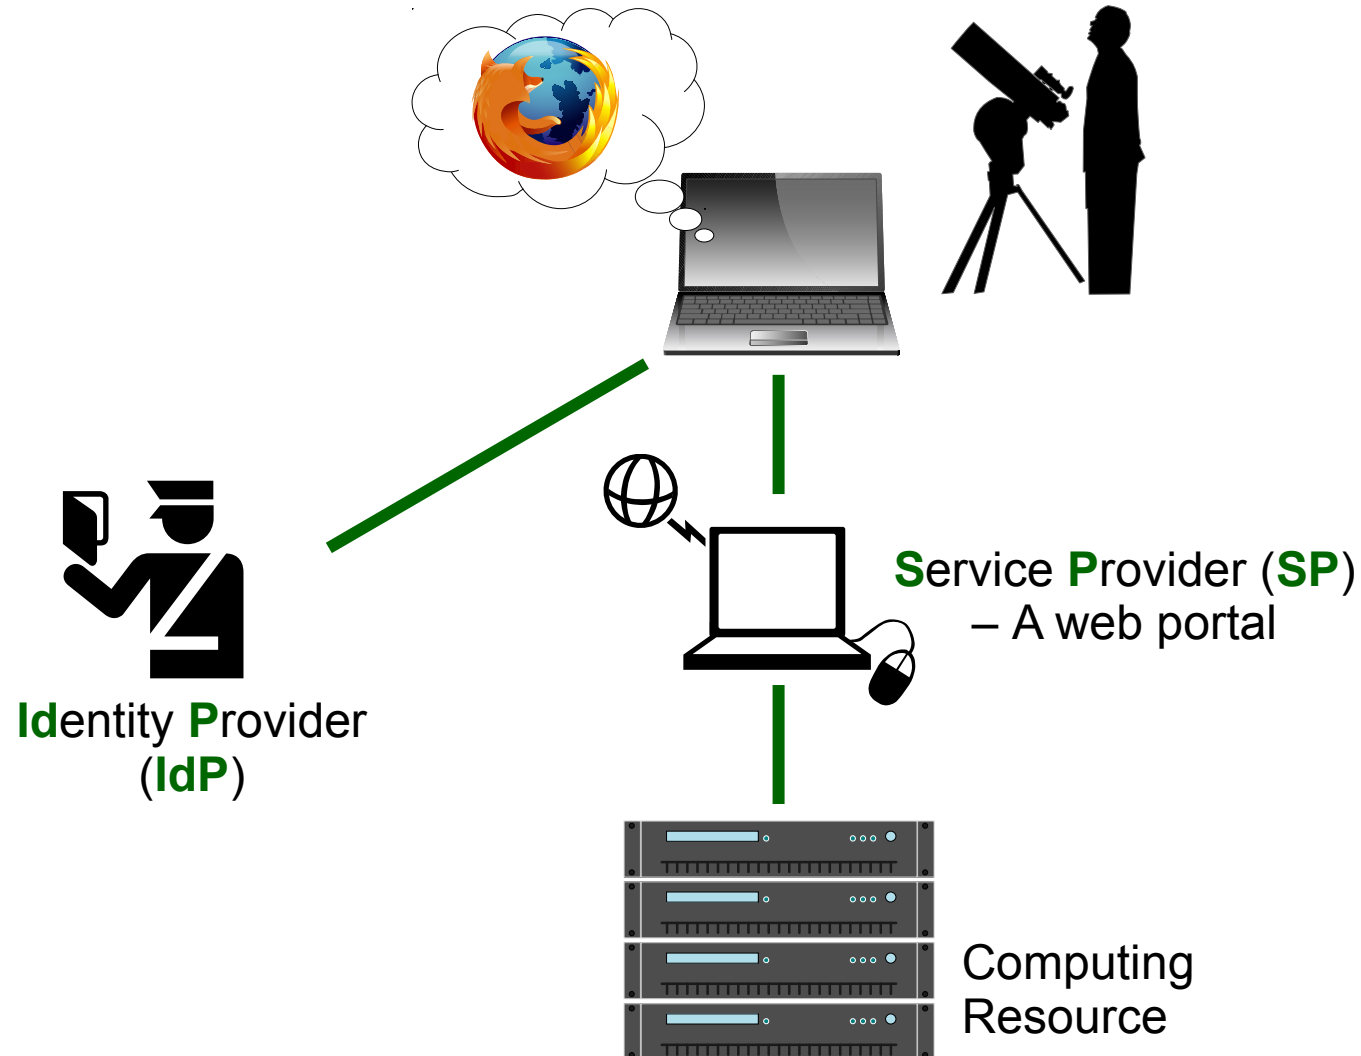 Service Provider (SP)
– A web portal
Identity Provider
(IdP)
Computing
Resource